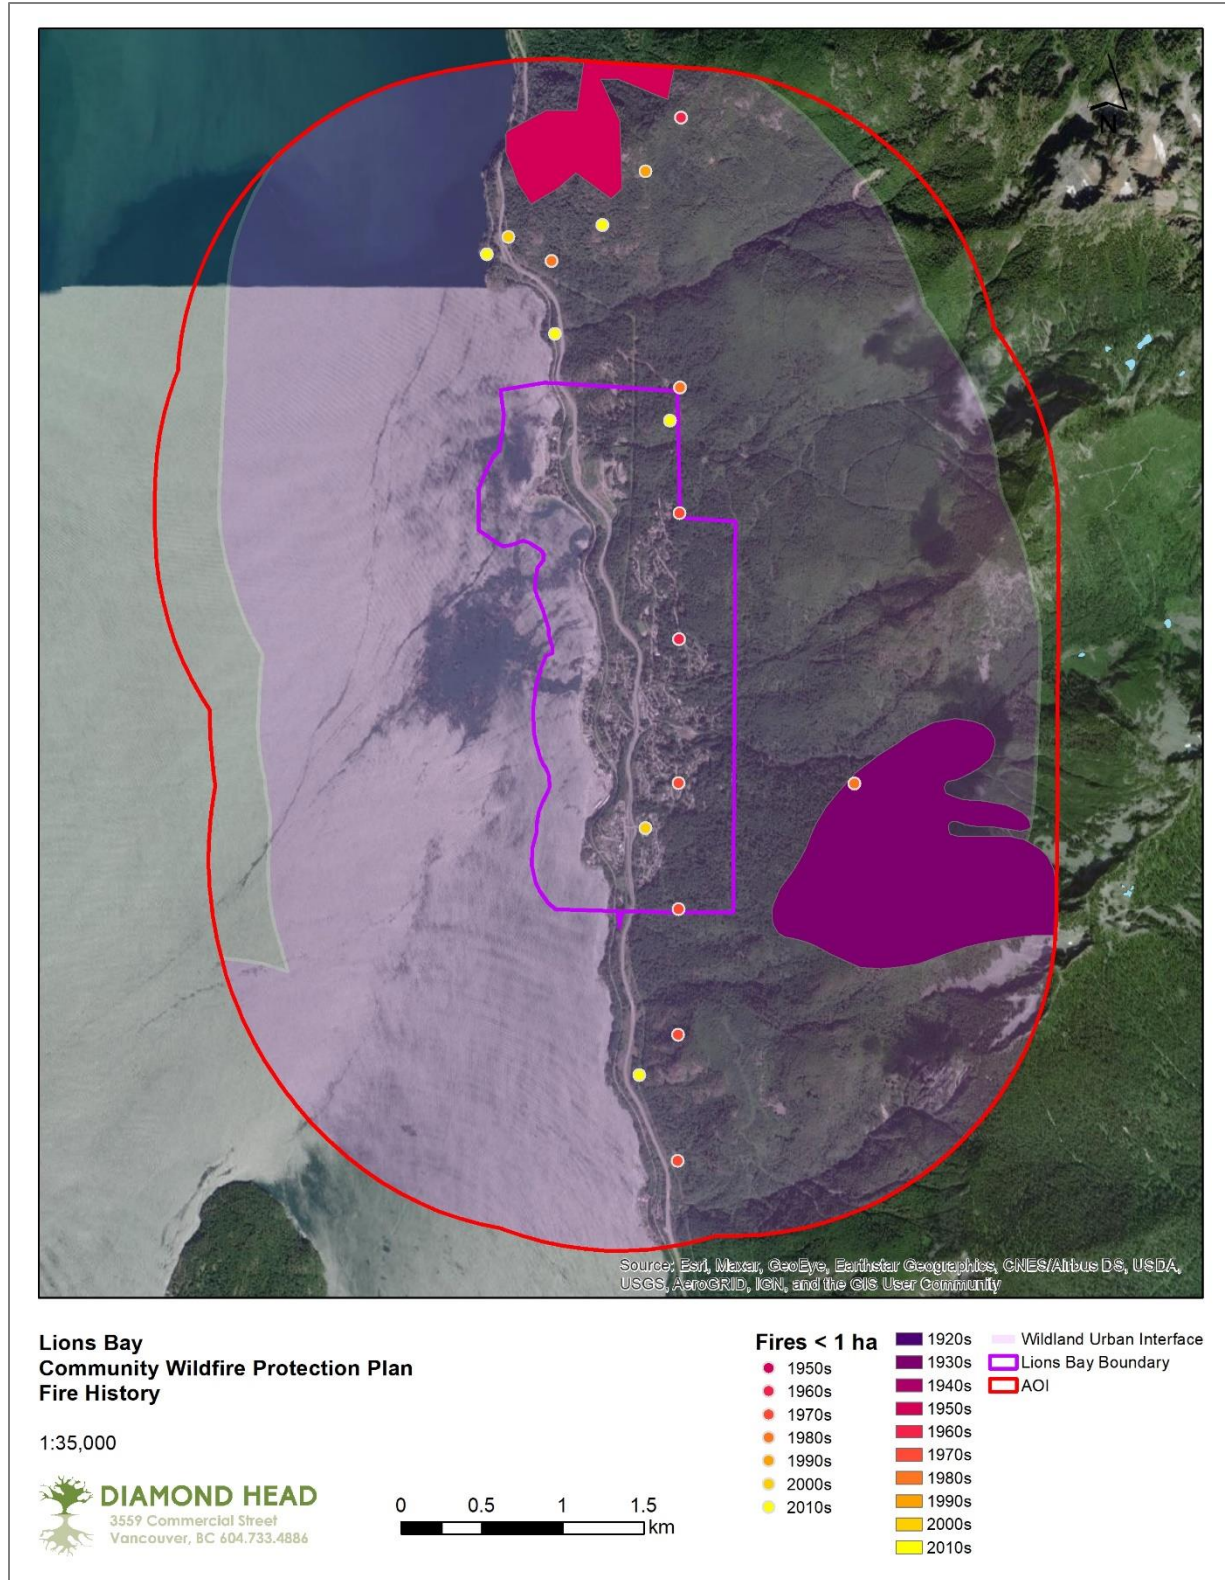 N
Source: Esri, Maxar, GeoEye, Earthstar Geographics, CNES/Airbus DS, USDA,
USGS, AeroGRID, IGN, and the GIS User Community
Lions Bay
Community Wildfire Protection Plan
Fire History
1:35,000
DIAMOND HEAD
3559 Commercial Street
Vancouver, BC 604.733.4886
0 0.5 1 1.5
km
Fires < 1 ha
1950s
1960s
1970s
1980s
1990s
2000s
2010s
1920s
1930s
1940s
1950s
1960s
1970s
1980s
1990s
2000s
2010s
Wildland Urban Interface
Lions Bay Boundary
AOI